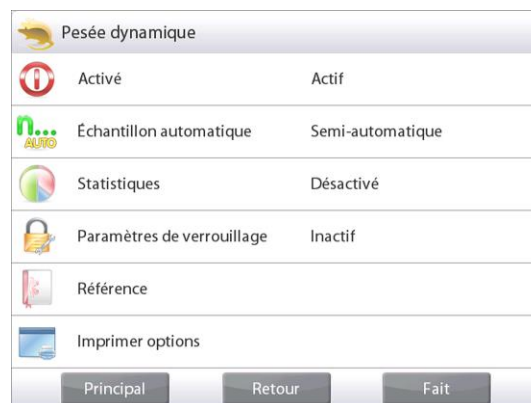 Pesée dynamique
Activé Actif
n... AUTO
Échantillon automatique Semi-automatique
Statistiques Désactivé
Paramètres de verrouillage Inactif
Référence
Imprimer options
Principal Retour Fait